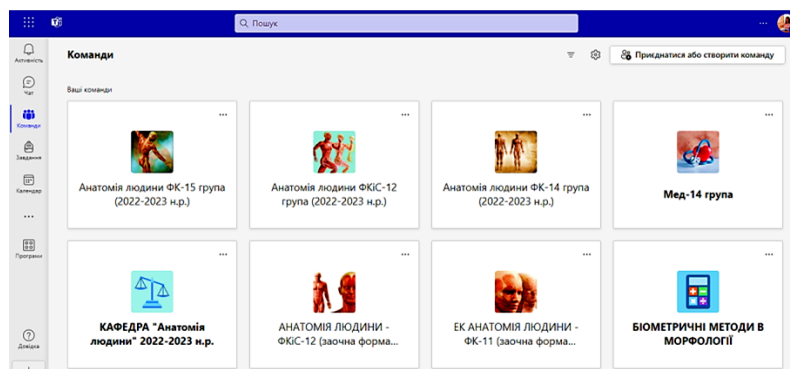 Пошук
Активність
Чат
Команди
Завдання
Календар
Програми
Довідка
Команди
Приєднатися або створити команду
Ваші команди
Анатомія людини ФК-15 група
(2022-2023 н.р.)
Анатомія людини ФКіС-12
група (2022-2023 н.р.)
Анатомія людини ФК-14 група
(2022-2023 н.р.)
Мед-14 група
КАФЕДРА "Анатомія
людини" 2022-2023 н.р.
АНАТОМІЯ ЛЮДИНИ -
ФКіС-12 (заочна форма...
ЕК АНАТОМІЯ ЛЮДИНИ -
ФК-11 (заочна форма...
БІОМЕТРИЧНІ МЕТОДИ В
МОРФОЛОГІЇ